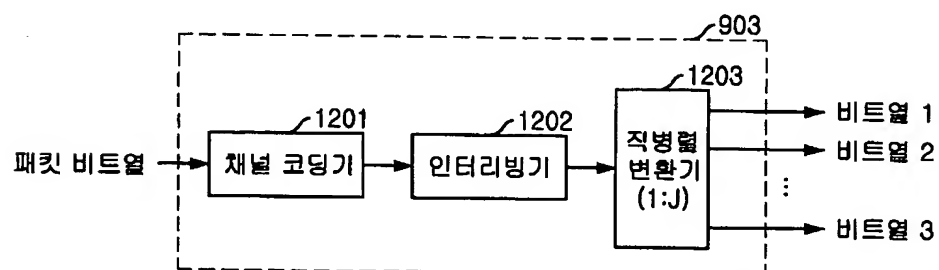 903
1201
1202
1203
패킷 비트열
채널 코딩기
인터리빙기
직병렬
변환기
(1:J)
비트열 1
비트열 2
⋮
비트열 3